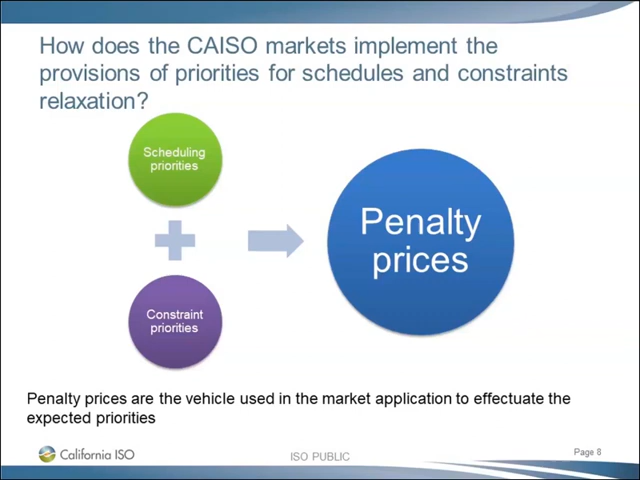 How does the CAISO markets implement the
provisions of priorities for schedules and constraints
relaxation?
Scheduling
priorities
Constraint
priorities
Penalty
prices
Penalty prices are the vehicle used in the market application to effectuate the
expected priorities
California ISO
ISO PUBLIC
Page 8